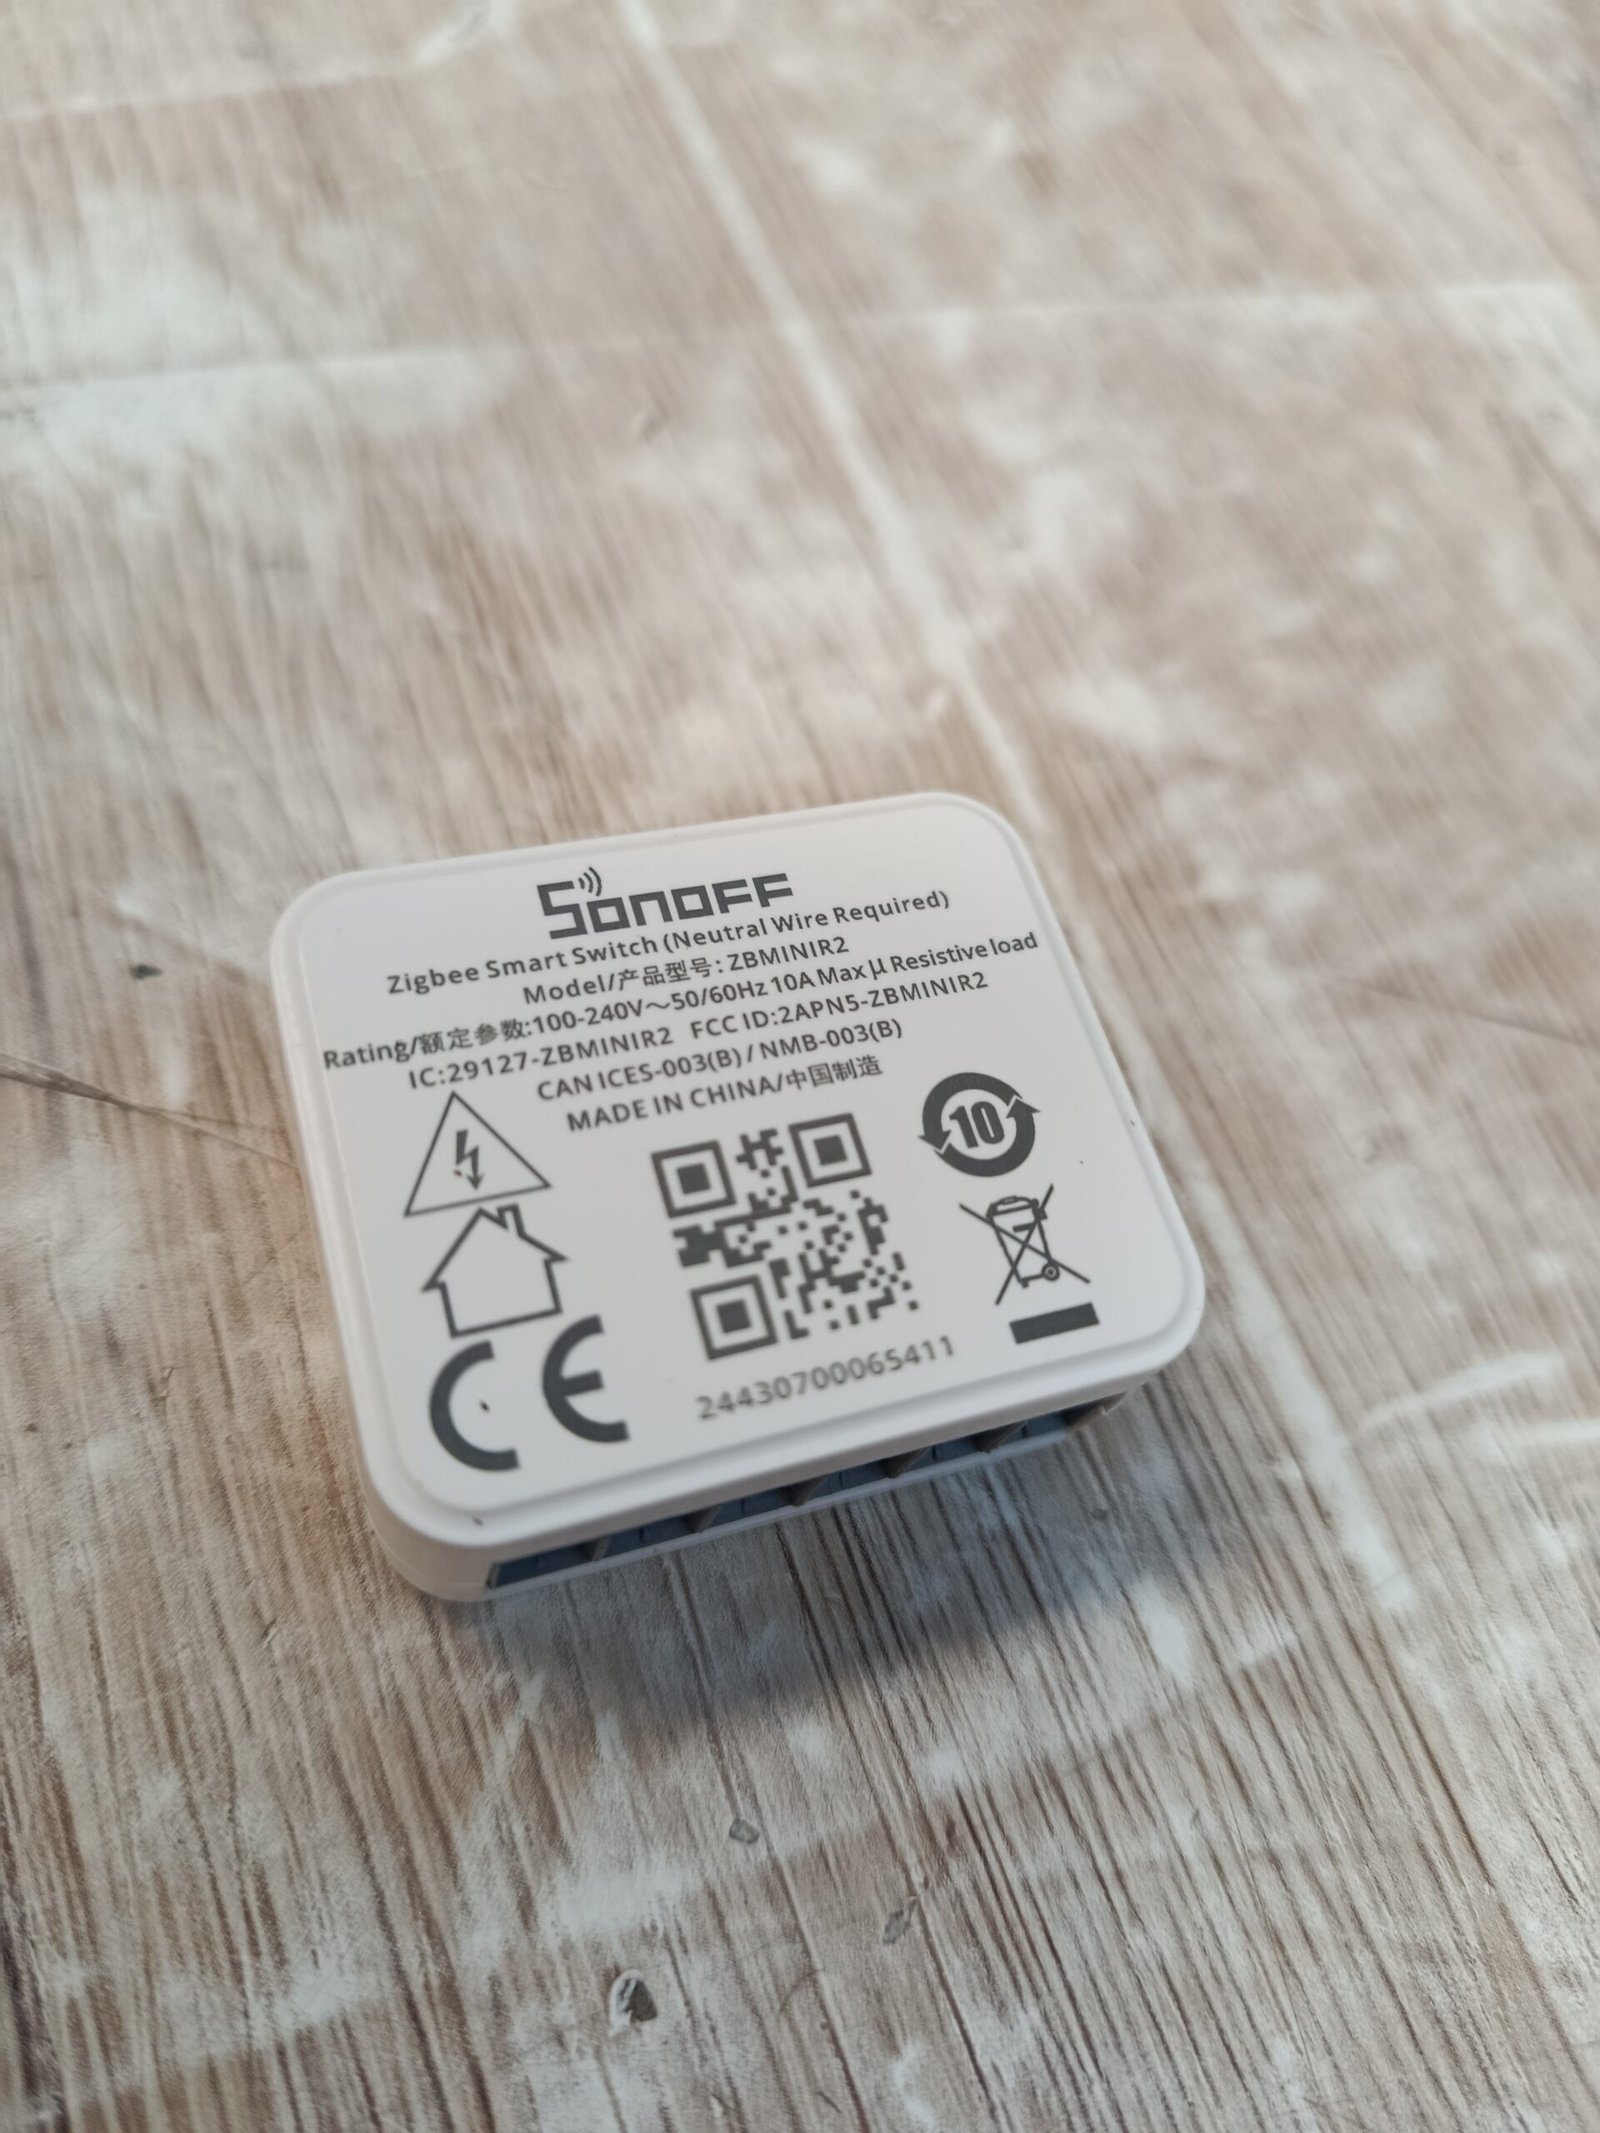 SONOFF
Zigbee Smart Switch (Neutral Wire Required)
Model/产品型号: ZBMINIR2
Rating/额定参数:100-240V～50/60Hz 10A Max μ Resistive load
IC:29127-ZBMINIR2 FCC ID:2APN5-ZBMINIR2
CAN ICES-003(B) / NMB-003(B)
MADE IN CHINA/中国制造
10
CE
24430700065411